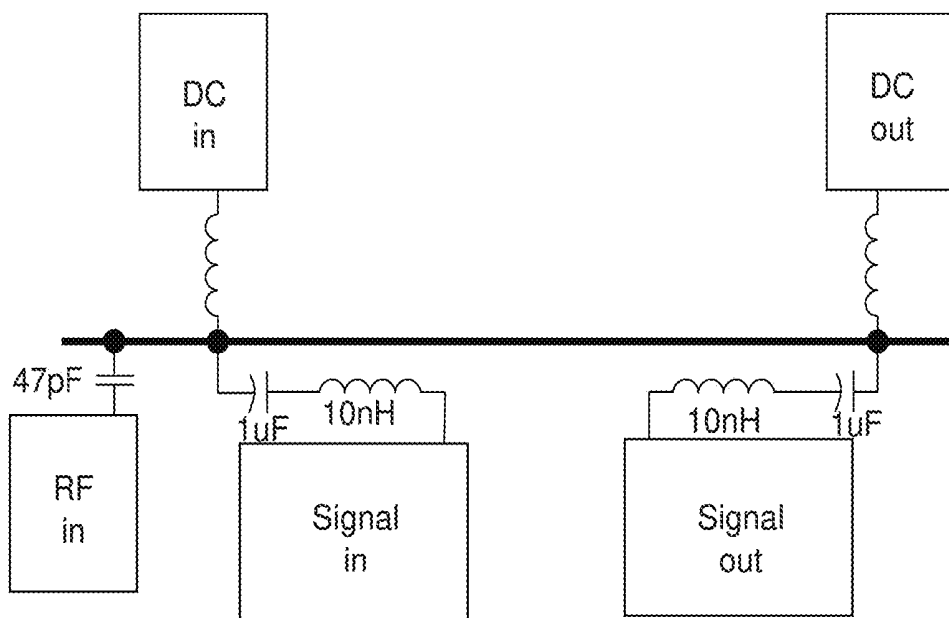 DC
in
DC
out
47pF
10nH
1uF
10nH
1uF
RF
in
Signal
in
Signal
out